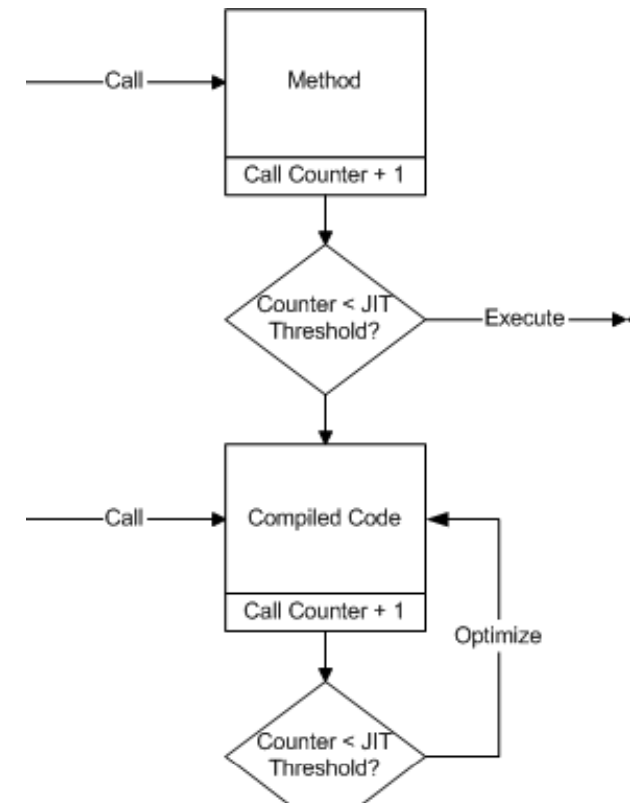 Call
Method
Call Counter + 1
Counter < JIT
Threshold?
Execute
Call
Compiled Code
Call Counter + 1
Optimize
Counter < JIT
Threshold?